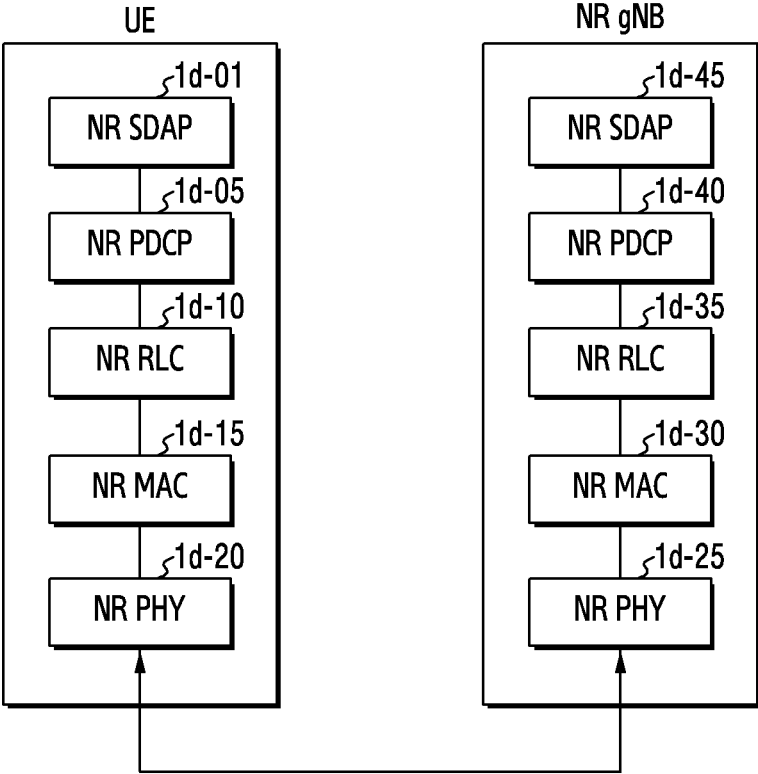 UE
1d-01
NR SDAP
1d-05
NR PDCP
1d-10
NR RLC
1d-15
NR MAC
1d-20
NR PHY
NR gNB
1d-45
NR SDAP
1d-40
NR PDCP
1d-35
NR RLC
1d-30
NR MAC
1d-25
NR PHY